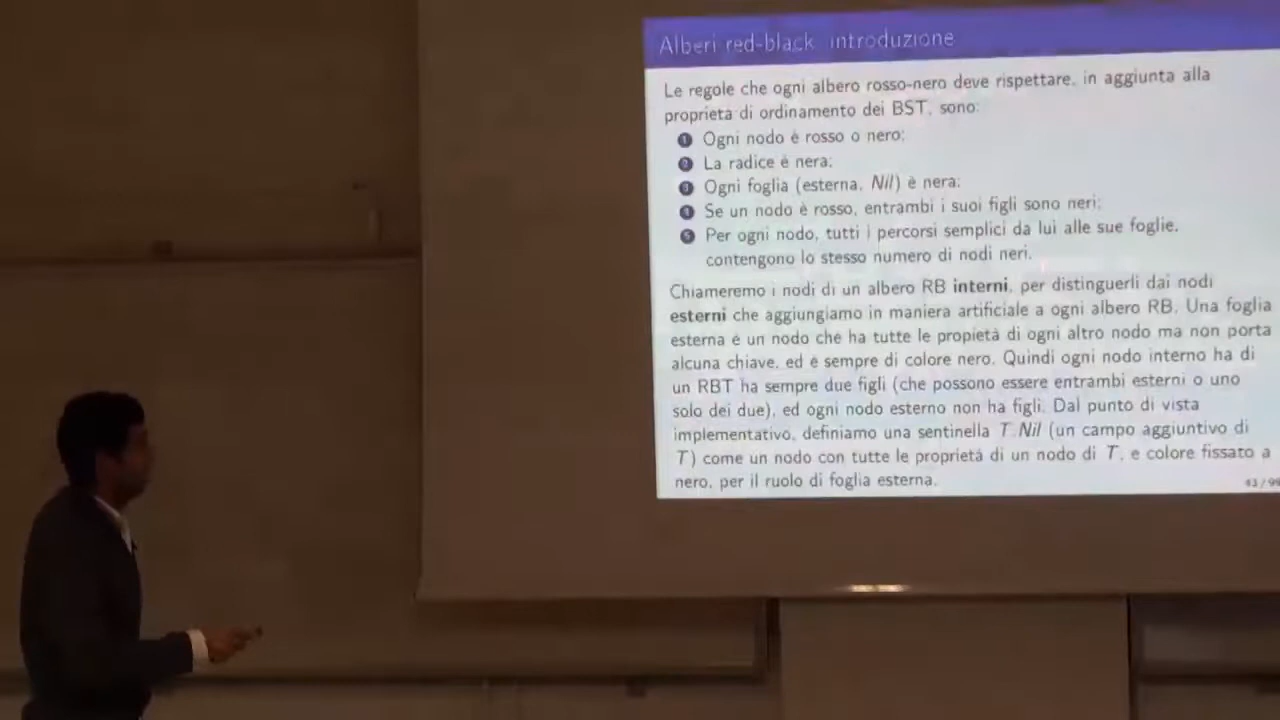 Alberi red-black introduzione
Le regole che ogni albero rosso-nero deve rispettare, in aggiunta alla
proprietà di ordinamento dei BST, sono:
1 Ogni nodo è rosso o nero;
2 La radice è nera;
3 Ogni foglia (esterna, Nil) è nera;
4 Se un nodo è rosso, entrambi i suoi figli sono neri;
5 Per ogni nodo, tutti i percorsi semplici da lui alle sue foglie,
contengono lo stesso numero di nodi neri.
Chiameremo i nodi di un albero RB interni, per distinguerli dai nodi
esterni che aggiungiamo in maniera artificiale a ogni albero RB. Una foglia
esterna è un nodo che ha tutte le propietà di ogni altro nodo ma non porta
alcuna chiave, ed è sempre di colore nero. Quindi ogni nodo interno ha di
un RBT ha sempre due figli (che possono essere entrambi esterni o uno
solo dei due), ed ogni nodo esterno non ha figli. Dal punto di vista
implementativo, definiamo una sentinella T.Nil (un campo aggiuntivo di
T) come un nodo con tutte le proprietà di un nodo di T, e colore fissato a
nero, per il ruolo di foglia esterna.
43 / 99